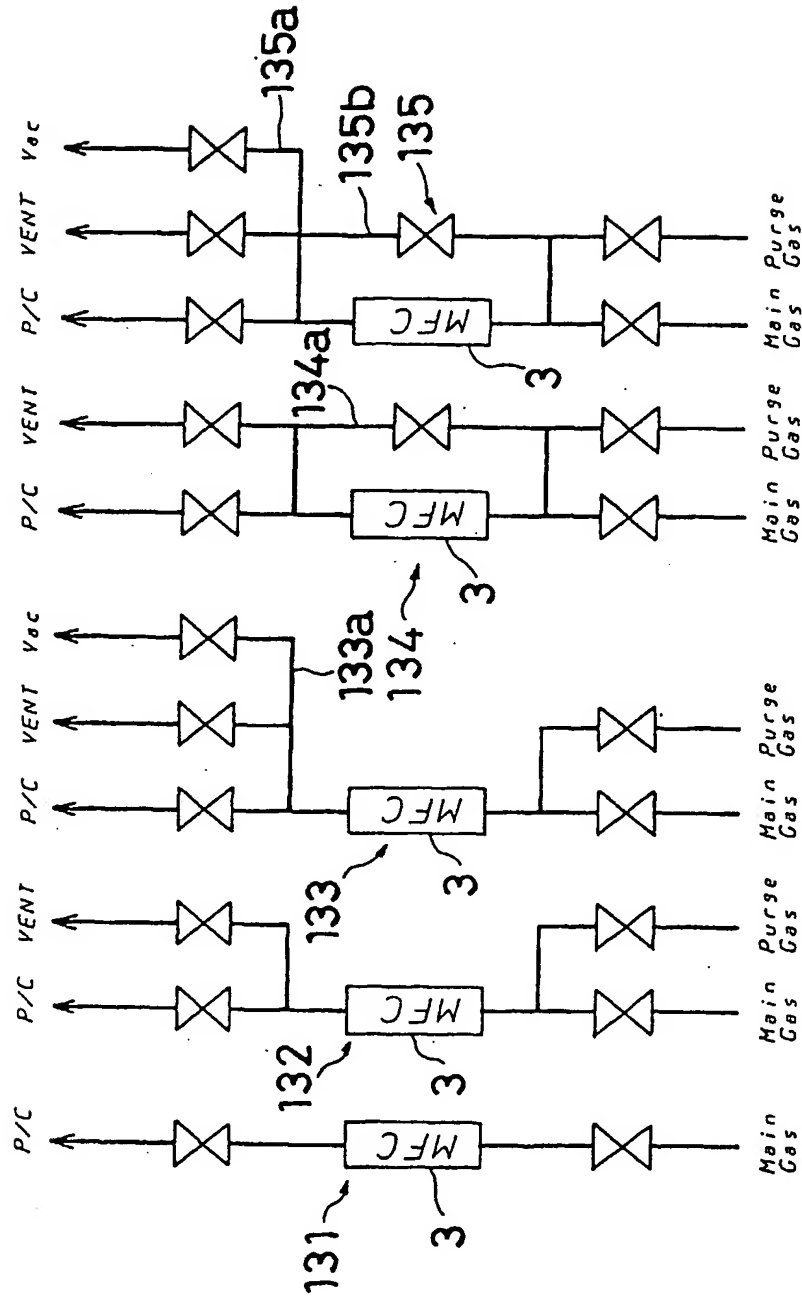 P/C
VENT
P/C
Vac
VENT
P/C
VENT
P/C
Vac
VENT
P/C
135a
135b
135
134a
133a
134
133
132
131
MFC
MFC
MFC
MFC
MFC
3
3
3
3
3
Main Gas
Purge Gas
Main Gas
Purge Gas
Main Gas
Purge Gas
Main Gas
Purge Gas
Main Gas